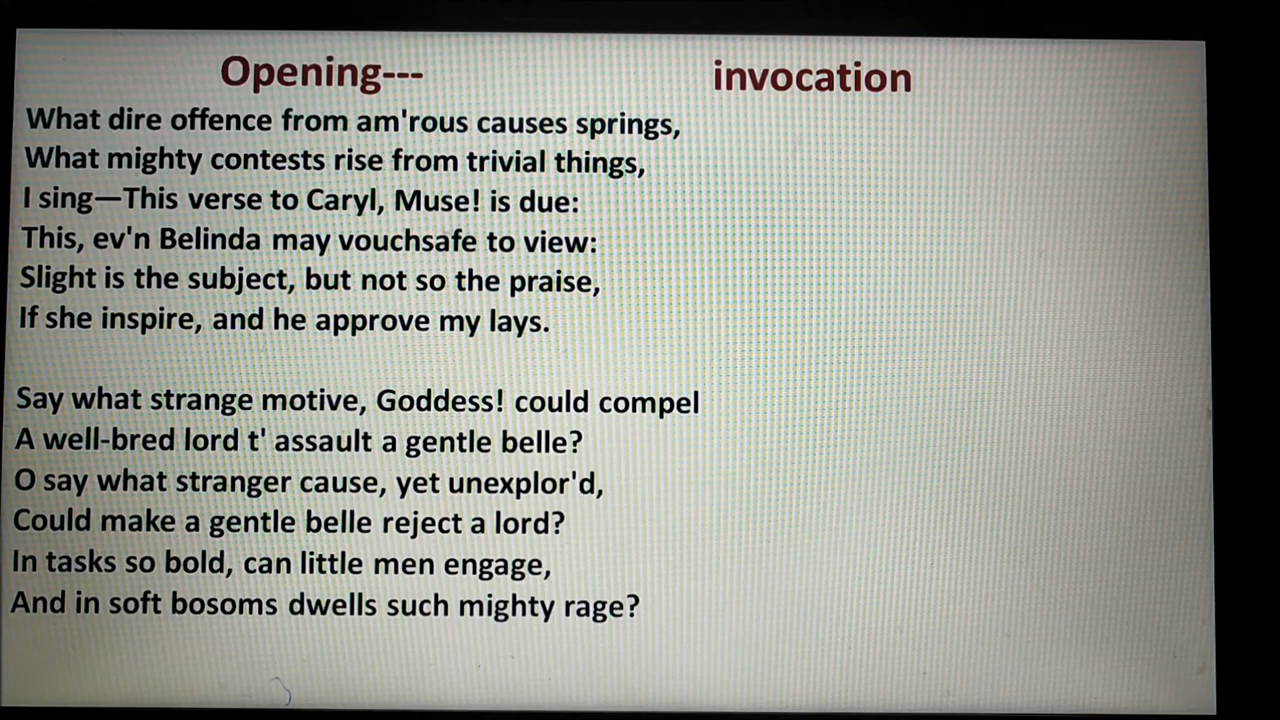 Opening--- invocation
What dire offence from am'rous causes springs,
What mighty contests rise from trivial things,
I sing—This verse to Caryl, Muse! is due:
This, ev'n Belinda may vouchsafe to view:
Slight is the subject, but not so the praise,
If she inspire, and he approve my lays.
Say what strange motive, Goddess! could compel
A well-bred lord t' assault a gentle belle?
O say what stranger cause, yet unexplor'd,
Could make a gentle belle reject a lord?
In tasks so bold, can little men engage,
And in soft bosoms dwells such mighty rage?